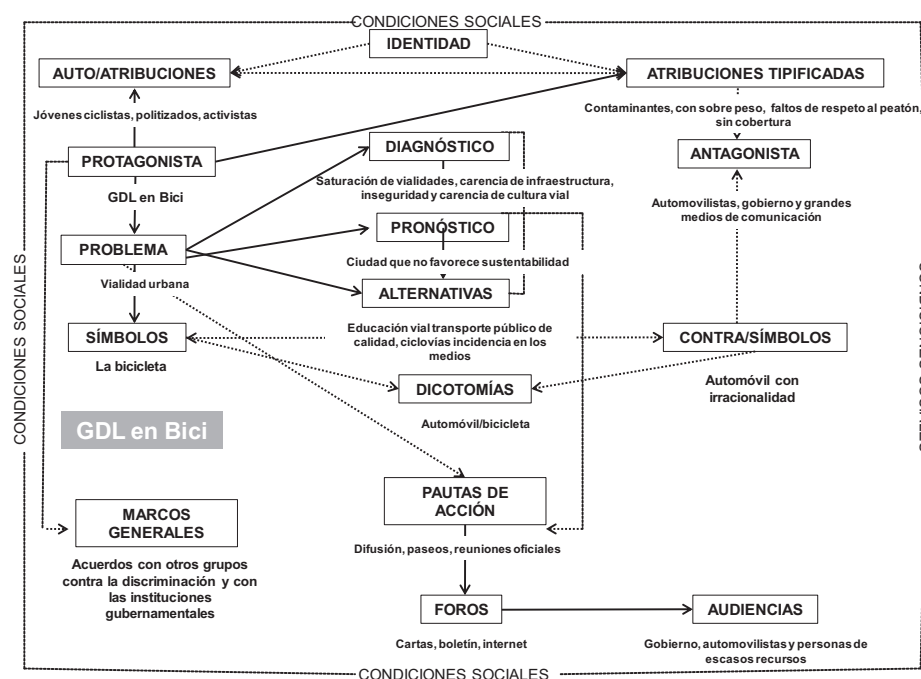 CONDICIONES SOCIALES
IDENTIDAD
AUTO/ATRIBUCIONES
ATRIBUCIONES TIPIFICADAS
Jóvenes ciclistas, politizados, activistas
Contaminantes, con sobre peso, faltos de respeto al peatón,
sin cobertura
PROTAGONISTA
DIAGNÓSTICO
ANTAGONISTA
GDL en Bici
Saturación de vialidades, carencia de infraestructura,
inseguridad y carencia de cultura vial
Automovilistas, gobierno y grandes
medios de comunicación
PROBLEMA
PRONÓSTICO
Vialidad urbana
Ciudad que no favorece sustentabilidad
ALTERNATIVAS
SÍMBOLOS
Educación vial transporte público de
calidad, ciclovías incidencia en los
medios
CONTRA/SÍMBOLOS
La bicicleta
DICOTOMÍAS
Automóvil con
irracionalidad
Automóvil/bicicleta
GDL en Bici
PAUTAS DE
ACCIÓN
MARCOS
GENERALES
Difusión, paseos, reuniones oficiales
Acuerdos con otros grupos
contra la discriminación y con
las instituciones
gubernamentales
FOROS
AUDIENCIAS
Cartas, boletín, internet
Gobierno, automovilistas y personas de
escasos recursos
CONDICIONES SOCIALES
CONDICIONES SOCIALES